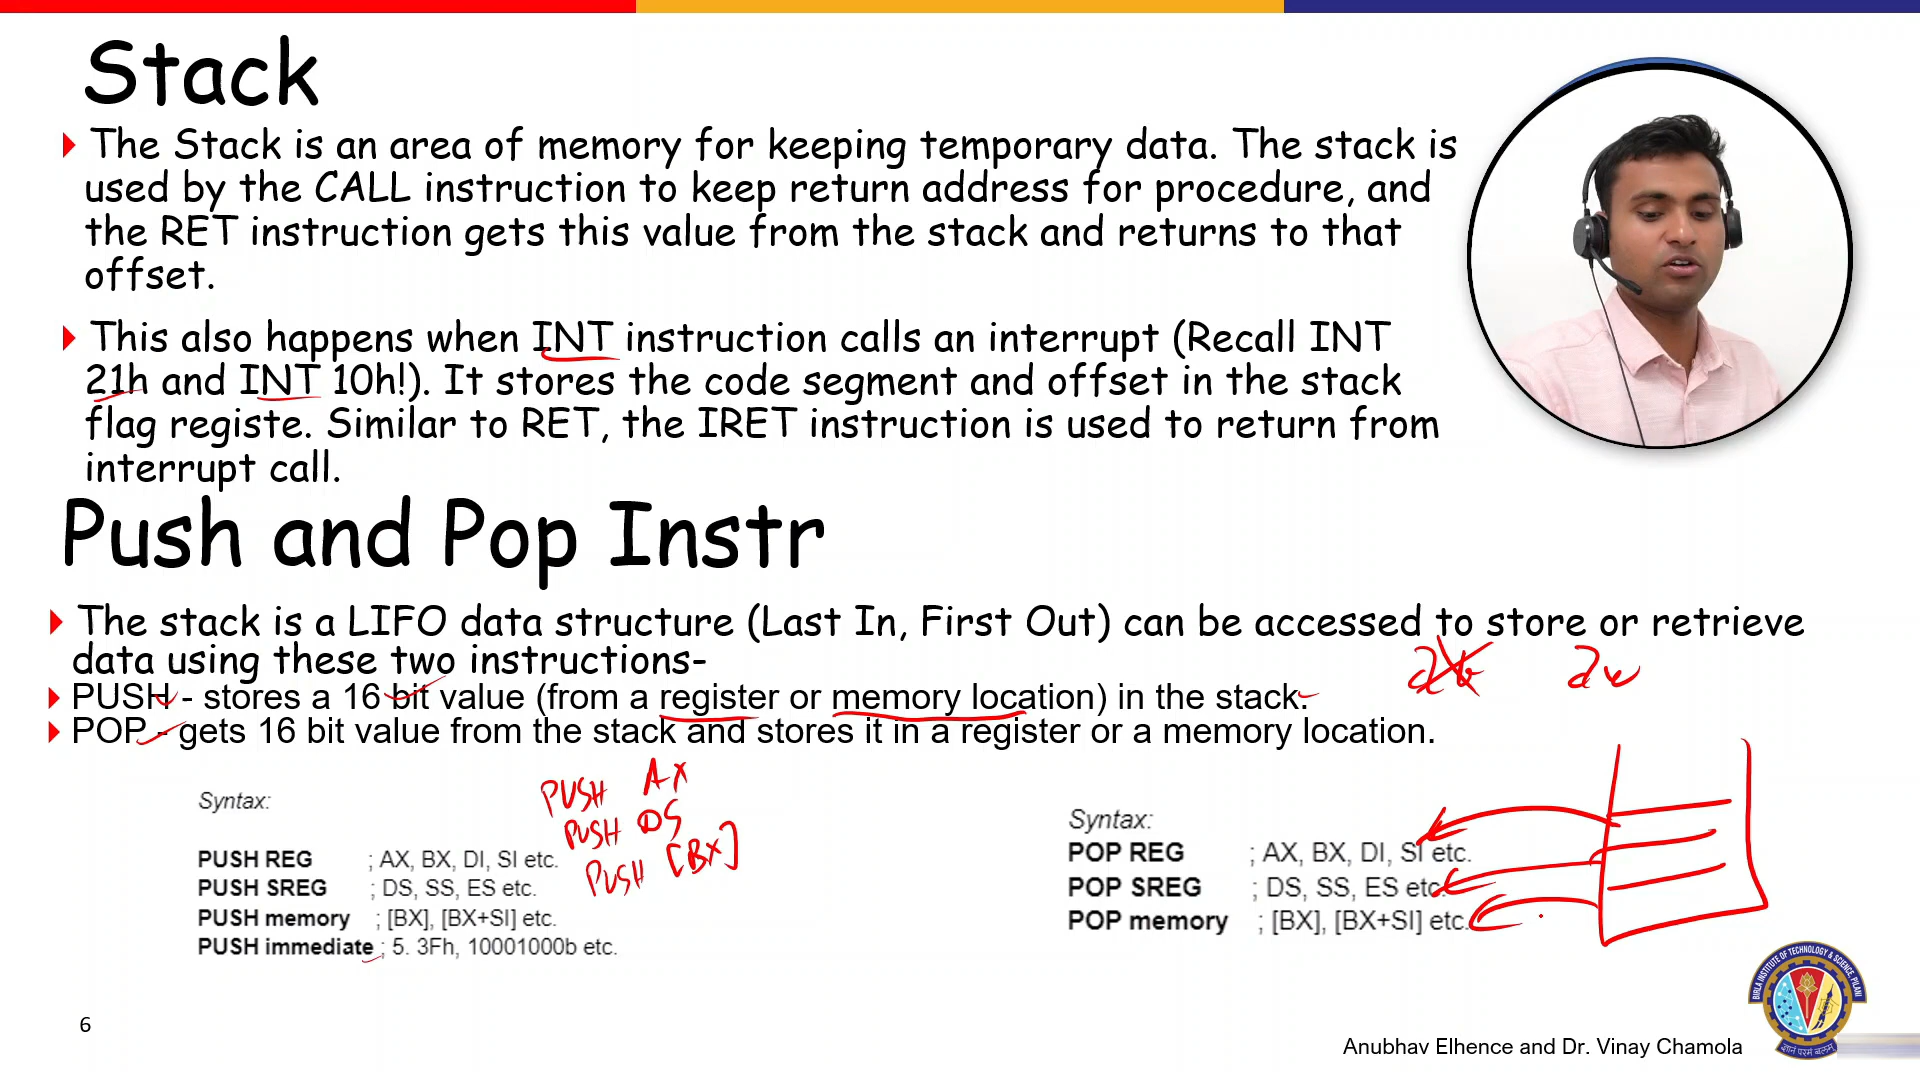 Stack
The Stack is an area of memory for keeping temporary data. The stack is
used by the CALL instruction to keep return address for procedure, and
the RET instruction gets this value from the stack and returns to that
offset.
This also happens when INT instruction calls an interrupt (Recall INT
21h and INT 10h!). It stores the code segment and offset in the stack
flag registe. Similar to RET, the IRET instruction is used to return from
interrupt call.
Push and Pop Instr
The stack is a LIFO data structure (Last In, First Out) can be accessed to store or retrieve
data using these two instructions-
PUSH - stores a 16 bit value (from a register or memory location) in the stack.
POP - gets 16 bit value from the stack and stores it in a register or a memory location.
PUSH AX
PUSH DS
PUSH [BX]
Syntax:
PUSH REG ; AX, BX, DI, SI etc.
PUSH SREG ; DS, SS, ES etc.
PUSH memory ; [BX], [BX+SI] etc.
PUSH immediate ; 5. 3Fh, 10001000b etc.
Syntax:
POP REG ; AX, BX, DI, SI etc.
POP SREG ; DS, SS, ES etc.
POP memory ; [BX], [BX+SI] etc.
6
Anubhav Elhence and Dr. Vinay Chamola
BIRLA INSTITUTE OF TECHNOLOGY & SCIENCE, PILANI